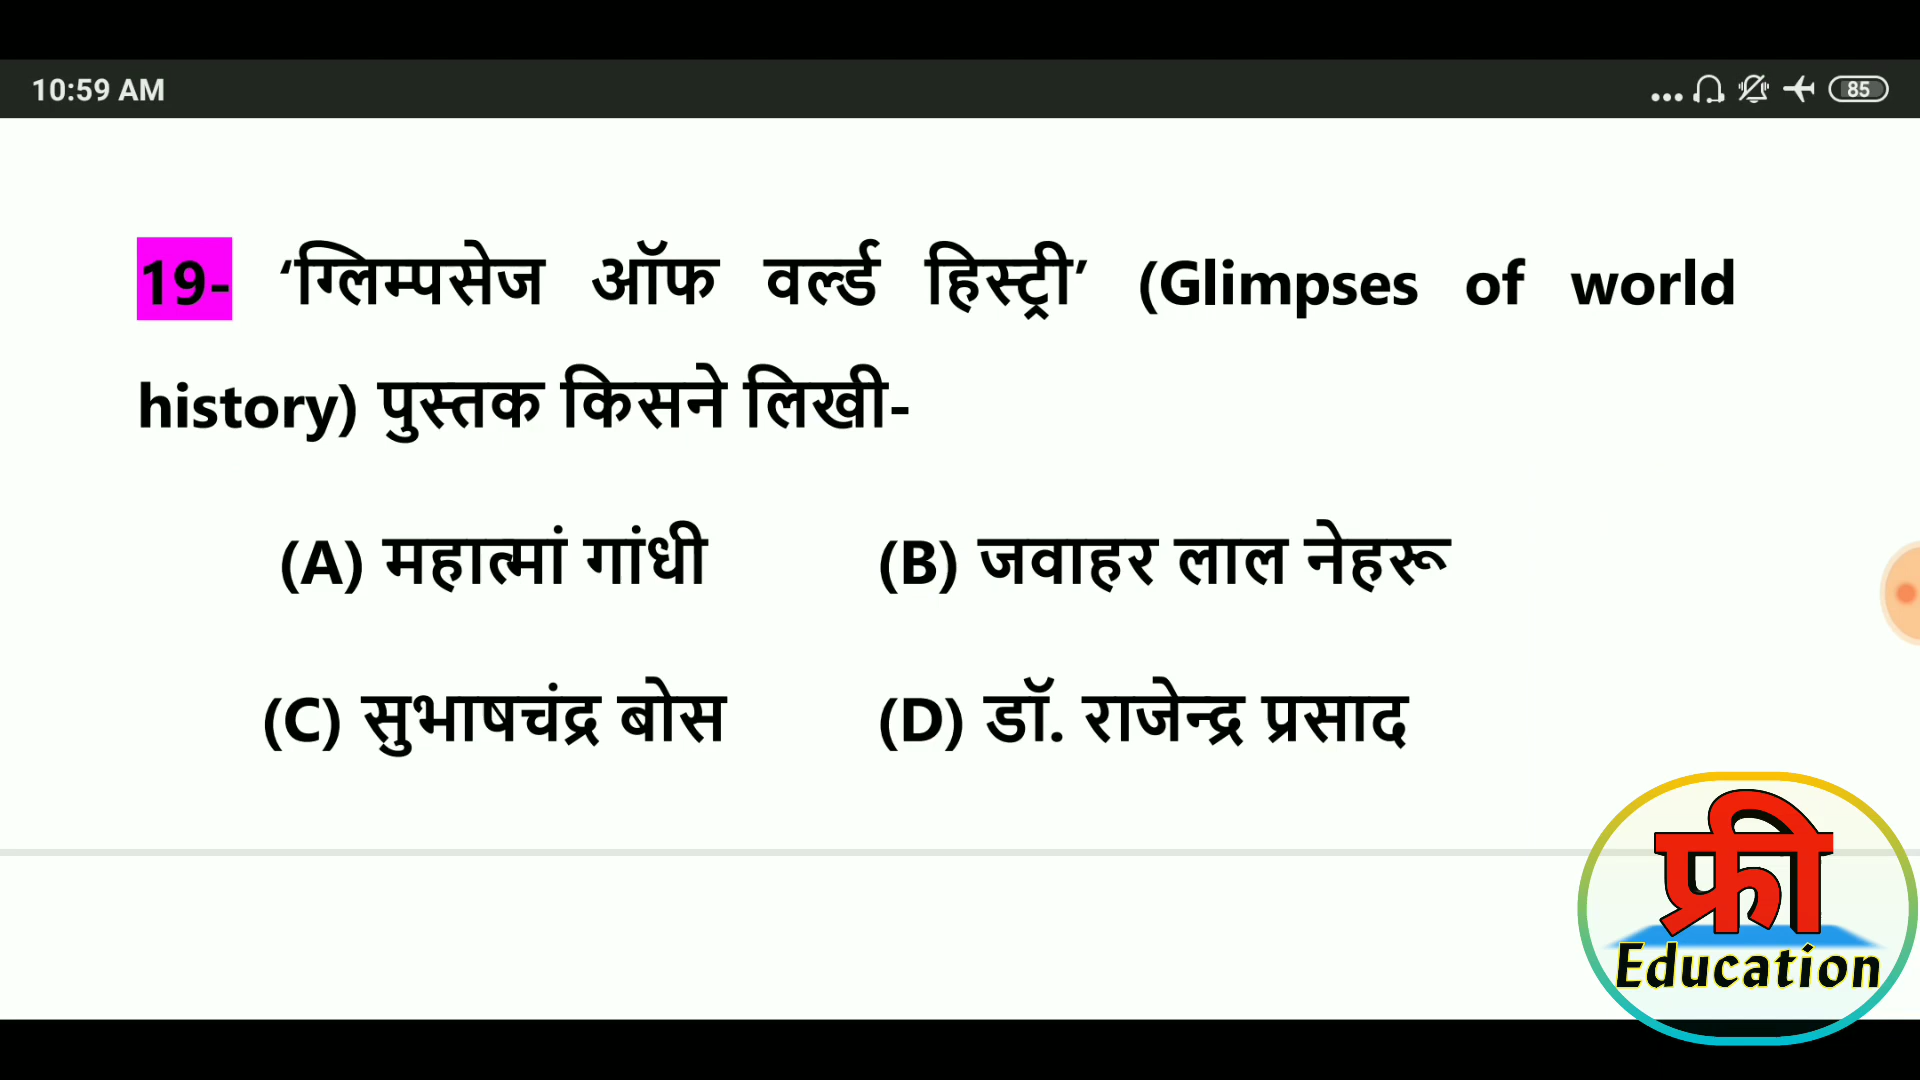 10:59 AM
85
19- ‘ग्लिम्पसेज ऑफ वर्ल्ड हिस्ट्री’ (Glimpses of world
history) पुस्तक किसने लिखी-
(A) महात्मां गांधी (B) जवाहर लाल नेहरू
(C) सुभाषचंद्र बोस (D) डॉ. राजेन्द्र प्रसाद
फ्री
Education